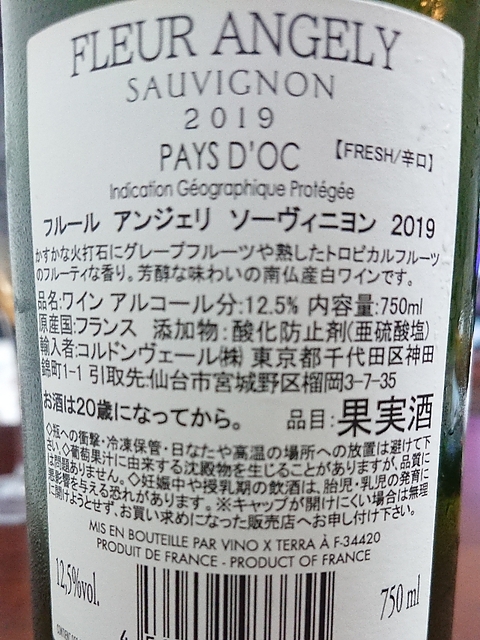 FLEUR ANGELY
SAUVIGNON
2019
PAYS D'OC 【FRESH/辛口】
Indication Géographique Protégée
フルール アンジェリ ソーヴィニヨン 2019
かすかな火打石にグレープフルーツや熟したトロピカルフルーツ
のフルーティな香り。芳醇な味わいの南仏産白ワインです。
品名:ワイン アルコール分:12.5% 内容量:750ml
原産国:フランス 添加物:酸化防止剤(亜硫酸塩)
輸入者:コルドンヴェール㈱ 東京都千代田区神田
錦町1-1 引取先:仙台市宮城野区榴岡3-7-35
お酒は20歳になってから。 品目:果実酒
◇瓶への衝撃・冷凍保管・日なたや高温の場所への放置は避けて下
さい。◇葡萄果汁に由来する沈殿物を生じることがありますが、品質に
は問題ありません。◇妊娠中や授乳期の飲酒は、胎児・乳児の発育に
悪影響を与える恐れがあります。※キャップが開けにくい場合は無理
に開けようとせず、お買い求めになった販売店へお申し付け下さい。
MIS EN BOUTEILLE PAR VINO X TERRA À F-34420
PRODUIT DE FRANCE - PRODUCT OF FRANCE
12,5%vol. 750 ml